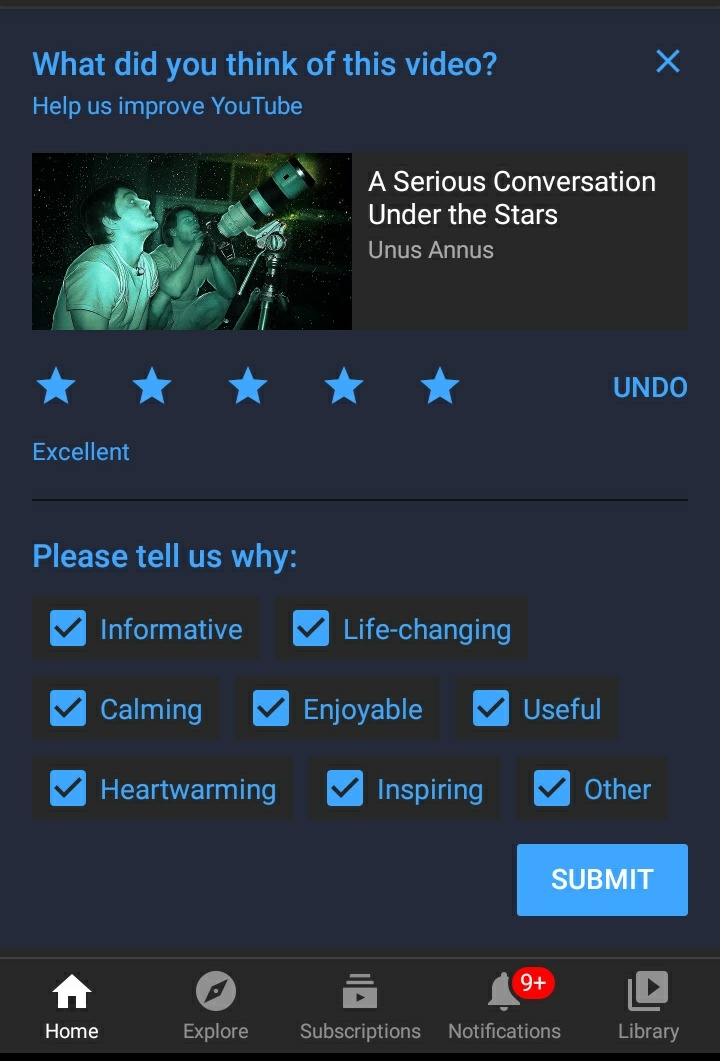 What did you think of this video?
Help us improve YouTube
A Serious Conversation
Under the Stars
Unus Annus
UNDO
Excellent
Please tell us why:
Informative Life-changing
Calming Enjoyable Useful
Heartwarming Inspiring Other
SUBMIT
9+
Home Explore Subscriptions Notifications Library